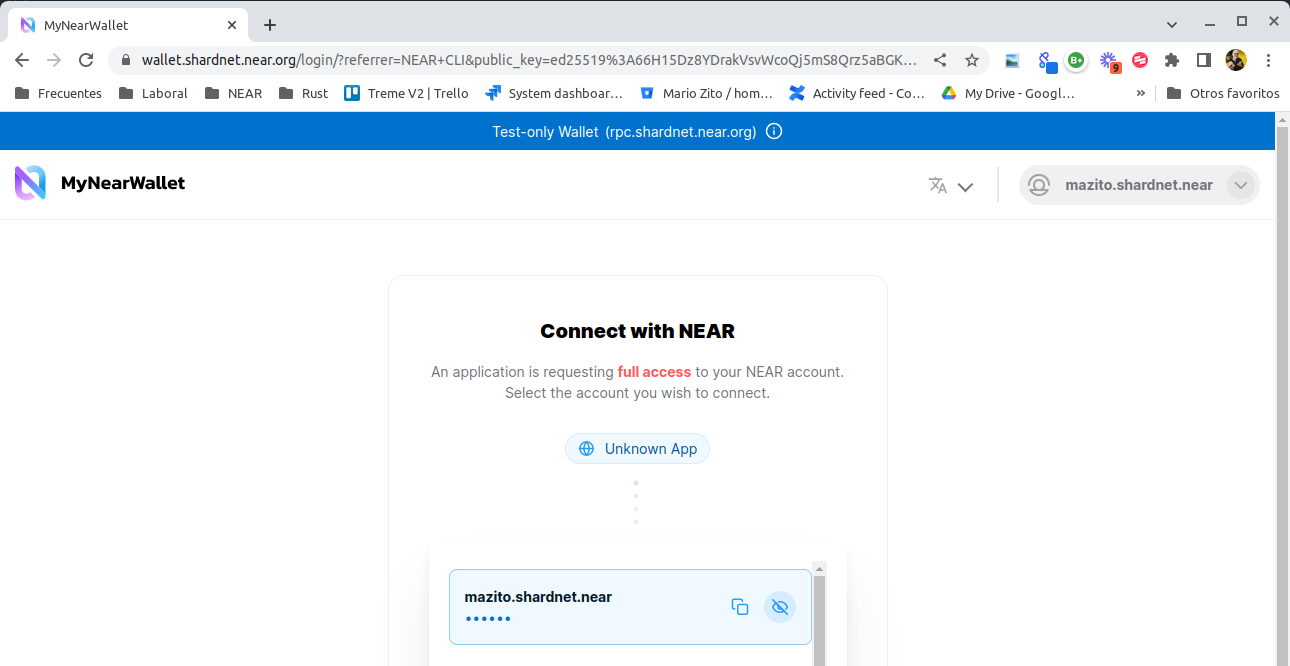 MyNearWallet
wallet.shardnet.near.org/login/?referrer=NEAR+CLI&public_key=ed25519%3A66H15Dz8YDrakVsvWcoQj5mS8Qrz5aBGK...
B+
9
Frecuentes
Laboral
NEAR
Rust
Treme V2 | Trello
System dashboar...
Mario Zito / hom...
Activity feed - Co...
My Drive - Googl...
»
Otros favoritos
Test-only Wallet (rpc.shardnet.near.org)
MyNearWallet
mazito.shardnet.near
Connect with NEAR
An application is requesting full access to your NEAR account.
Select the account you wish to connect.
Unknown App
mazito.shardnet.near
••••••